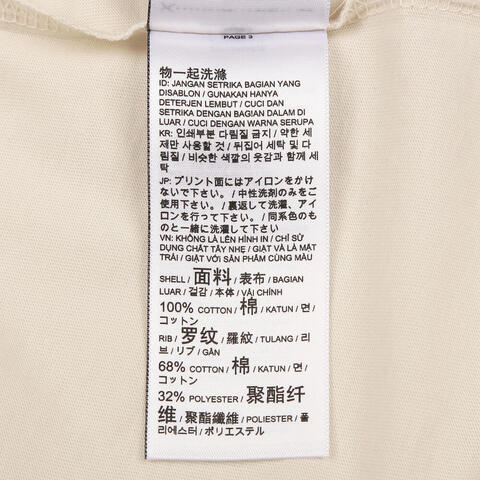 PAGE 3
物一起洗滌
ID: JANGAN SETRIKA BAGIAN YANG
DISABLON / GUNAKAN HANYA
DETERJEN LEMBUT / CUCI DAN
SETRIKA DENGAN BAGIAN DALAM DI
LUAR / CUCI DENGAN WARNA SERUPA
KR: 인쇄부분 다림질 금지 / 약한 세
제만 사용할 것 / 뒤집어 세탁 및 다
림질 / 비슷한 색깔의 옷감과 함께 세
탁
JP: プリント面にはアイロンをかけ
ないで下さい。/ 中性洗剤のみをご
使用下さい。/ 裏返して洗濯、アイ
ロンを行って下さい。/ 同系色のも
のと一緒に洗濯して下さい
VN: KHÔNG LÀ LÊN HÌNH IN / CHỈ SỬ
DỤNG CHẤT TẨY NHẸ / GIẶT VÀ LÀ MẶT
TRÁI / GIẶT VỚI SẢN PHẨM CÙNG MÀU
SHELL / 面料 / 表布 / BAGIAN
LUAR / 겉감 / 本体 / VẢI CHÍNH
100% COTTON / 棉 / KATUN / 면 /
コットン
RIB / 罗纹 / 羅紋 / TULANG / 리
브 / リブ / GÂN
68% COTTON / 棉 / KATUN / 면 /
コットン
32% POLYESTER / 聚酯纤
维 / 聚酯纖維 / POLIESTER / 폴
리에스터 / ポリエステル